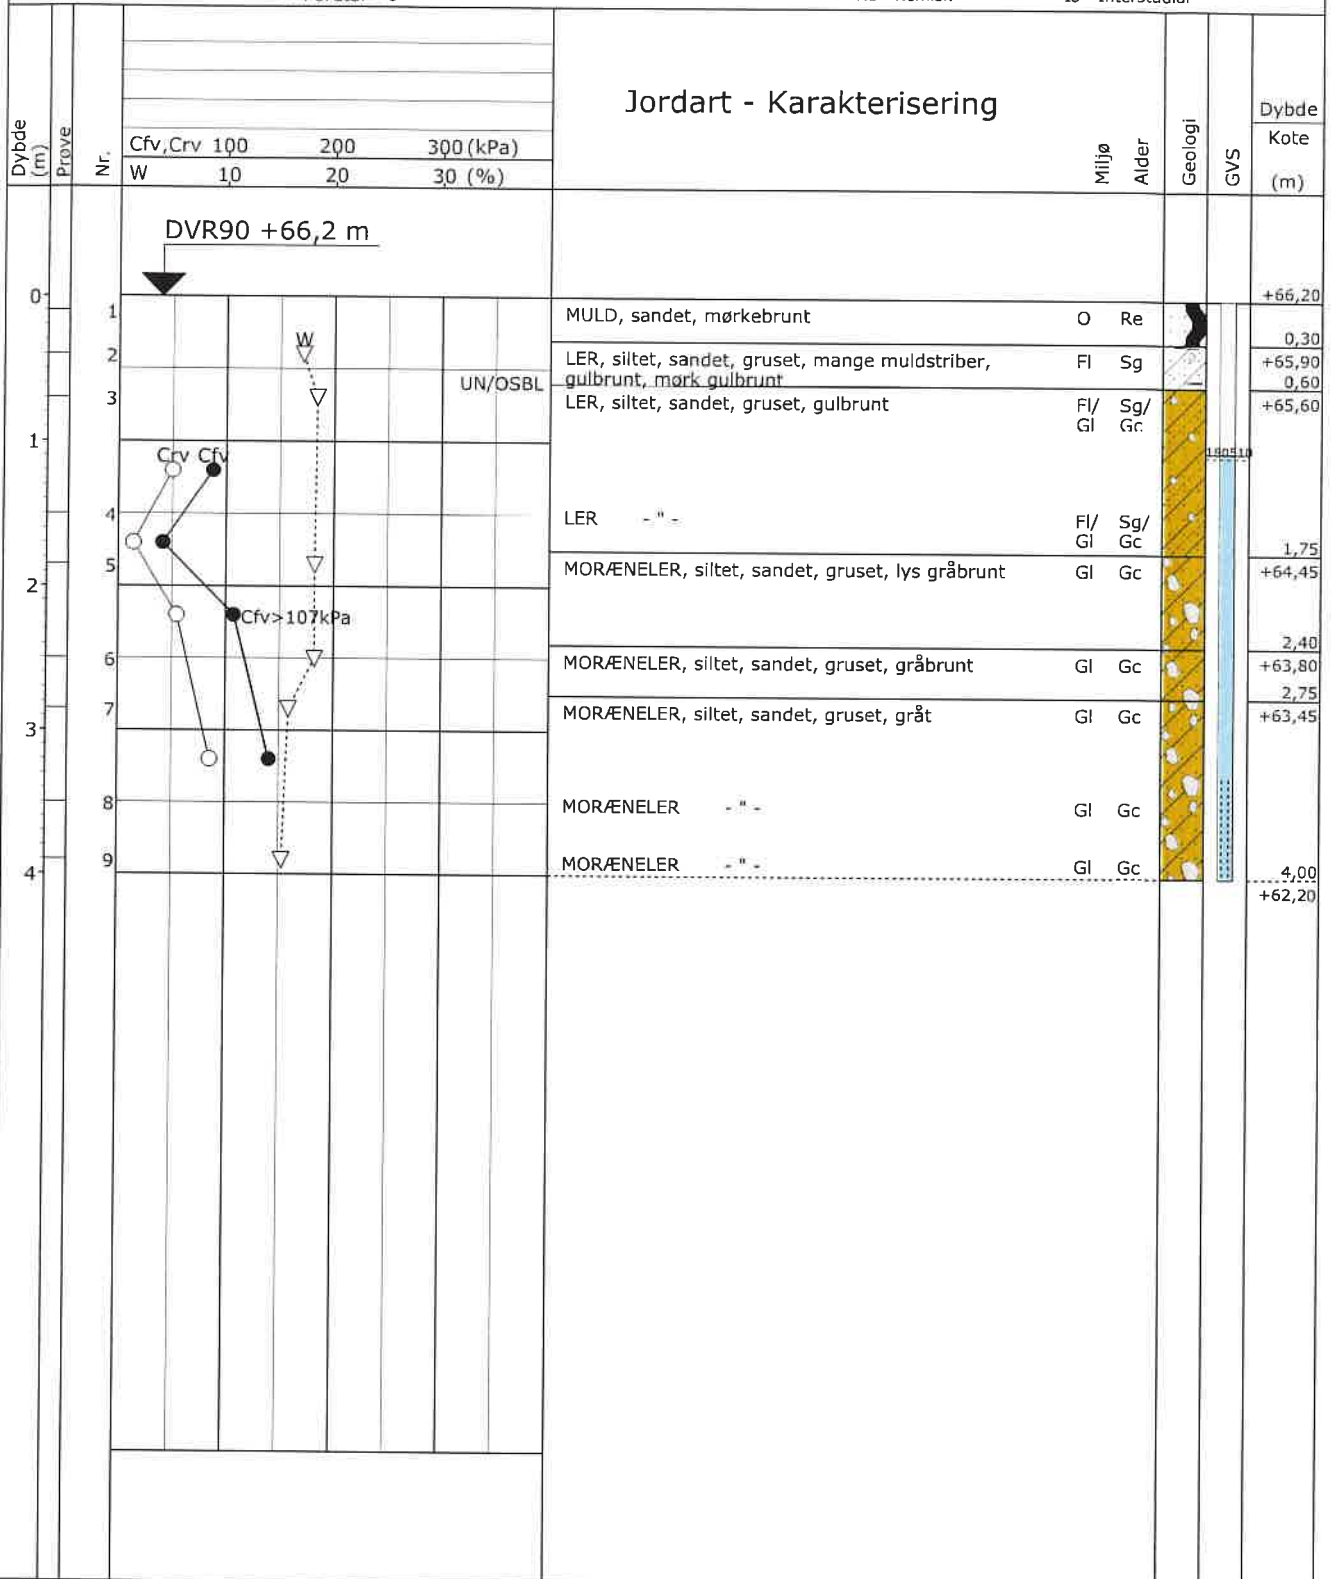 Interstadial
Jordart - Karakterisering
Dybde (m)
Prøve
Nr.
Cfv,Crv 100 200 300 (kPa)
W 10 20 30 (%)
Miljø
Alder
Geologi
GVS
Dybde
Kote
(m)
DVR90 +66,2 m
0
+66,20
1 MULD, sandet, mørkebrunt O Re
0,30
W
2 LER, siltet, sandet, gruset, mange muldstriber, Fl Sg +65,90
gulbrunt, mørk gulbrunt
UN/OSBL
0,60
3 LER, siltet, sandet, gruset, gulbrunt Fl/ Sg/ +65,60
Gl Gc
1
Crv Cfv
180510
4 LER - " - Fl/ Sg/
Gl Gc
1,75
5 MORÆNELER, siltet, sandet, gruset, lys gråbrunt Gl Gc +64,45
2
Cfv>107kPa
2,40
6 MORÆNELER, siltet, sandet, gruset, gråbrunt Gl Gc +63,80
2,75
7 MORÆNELER, siltet, sandet, gruset, gråt Gl Gc +63,45
3
8 MORÆNELER - " - Gl Gc
9 MORÆNELER - " - Gl Gc
4
4,00
+62,20